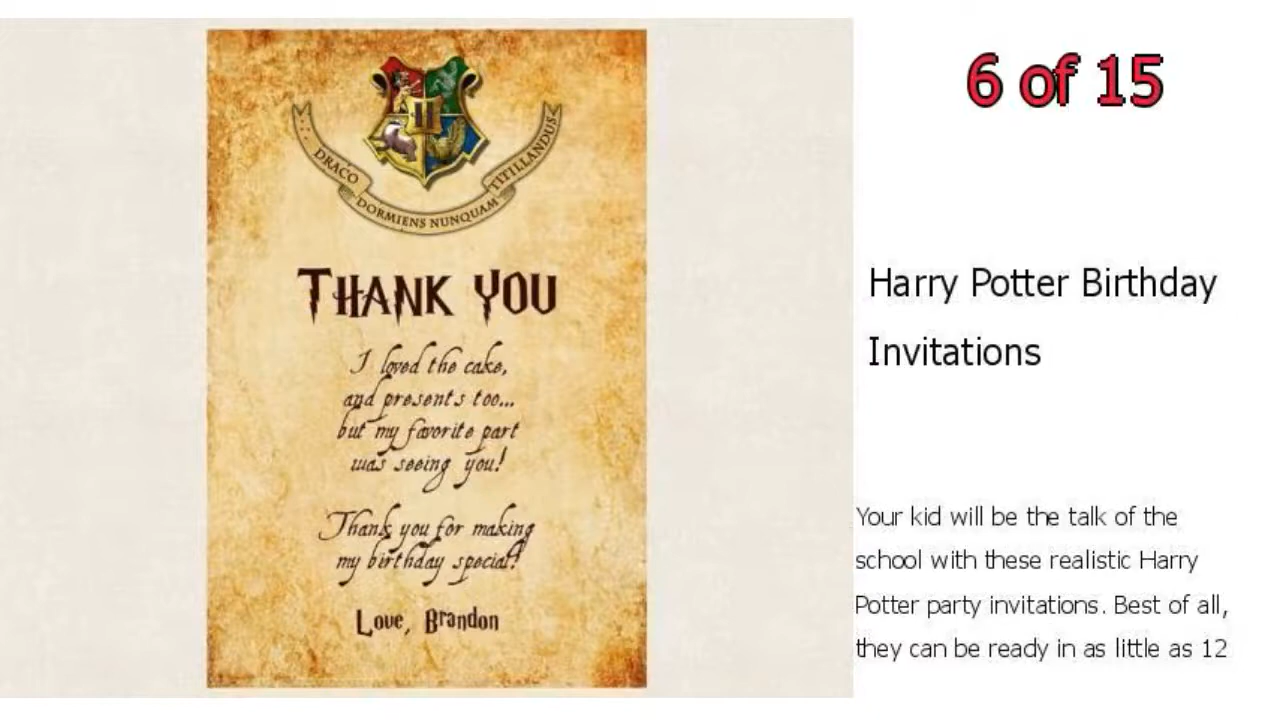 DRACO DORMIENS NUNQUAM TITILLANDUS
THANK YOU
I loved the cake,
and presents too...
but my favorite part
was seeing you!
Thank you for making
my birthday special!
Love, Brandon
6 of 15
Harry Potter Birthday
Invitations
Your kid will be the talk of the
school with these realistic Harry
Potter party invitations. Best of all,
they can be ready in as little as 12